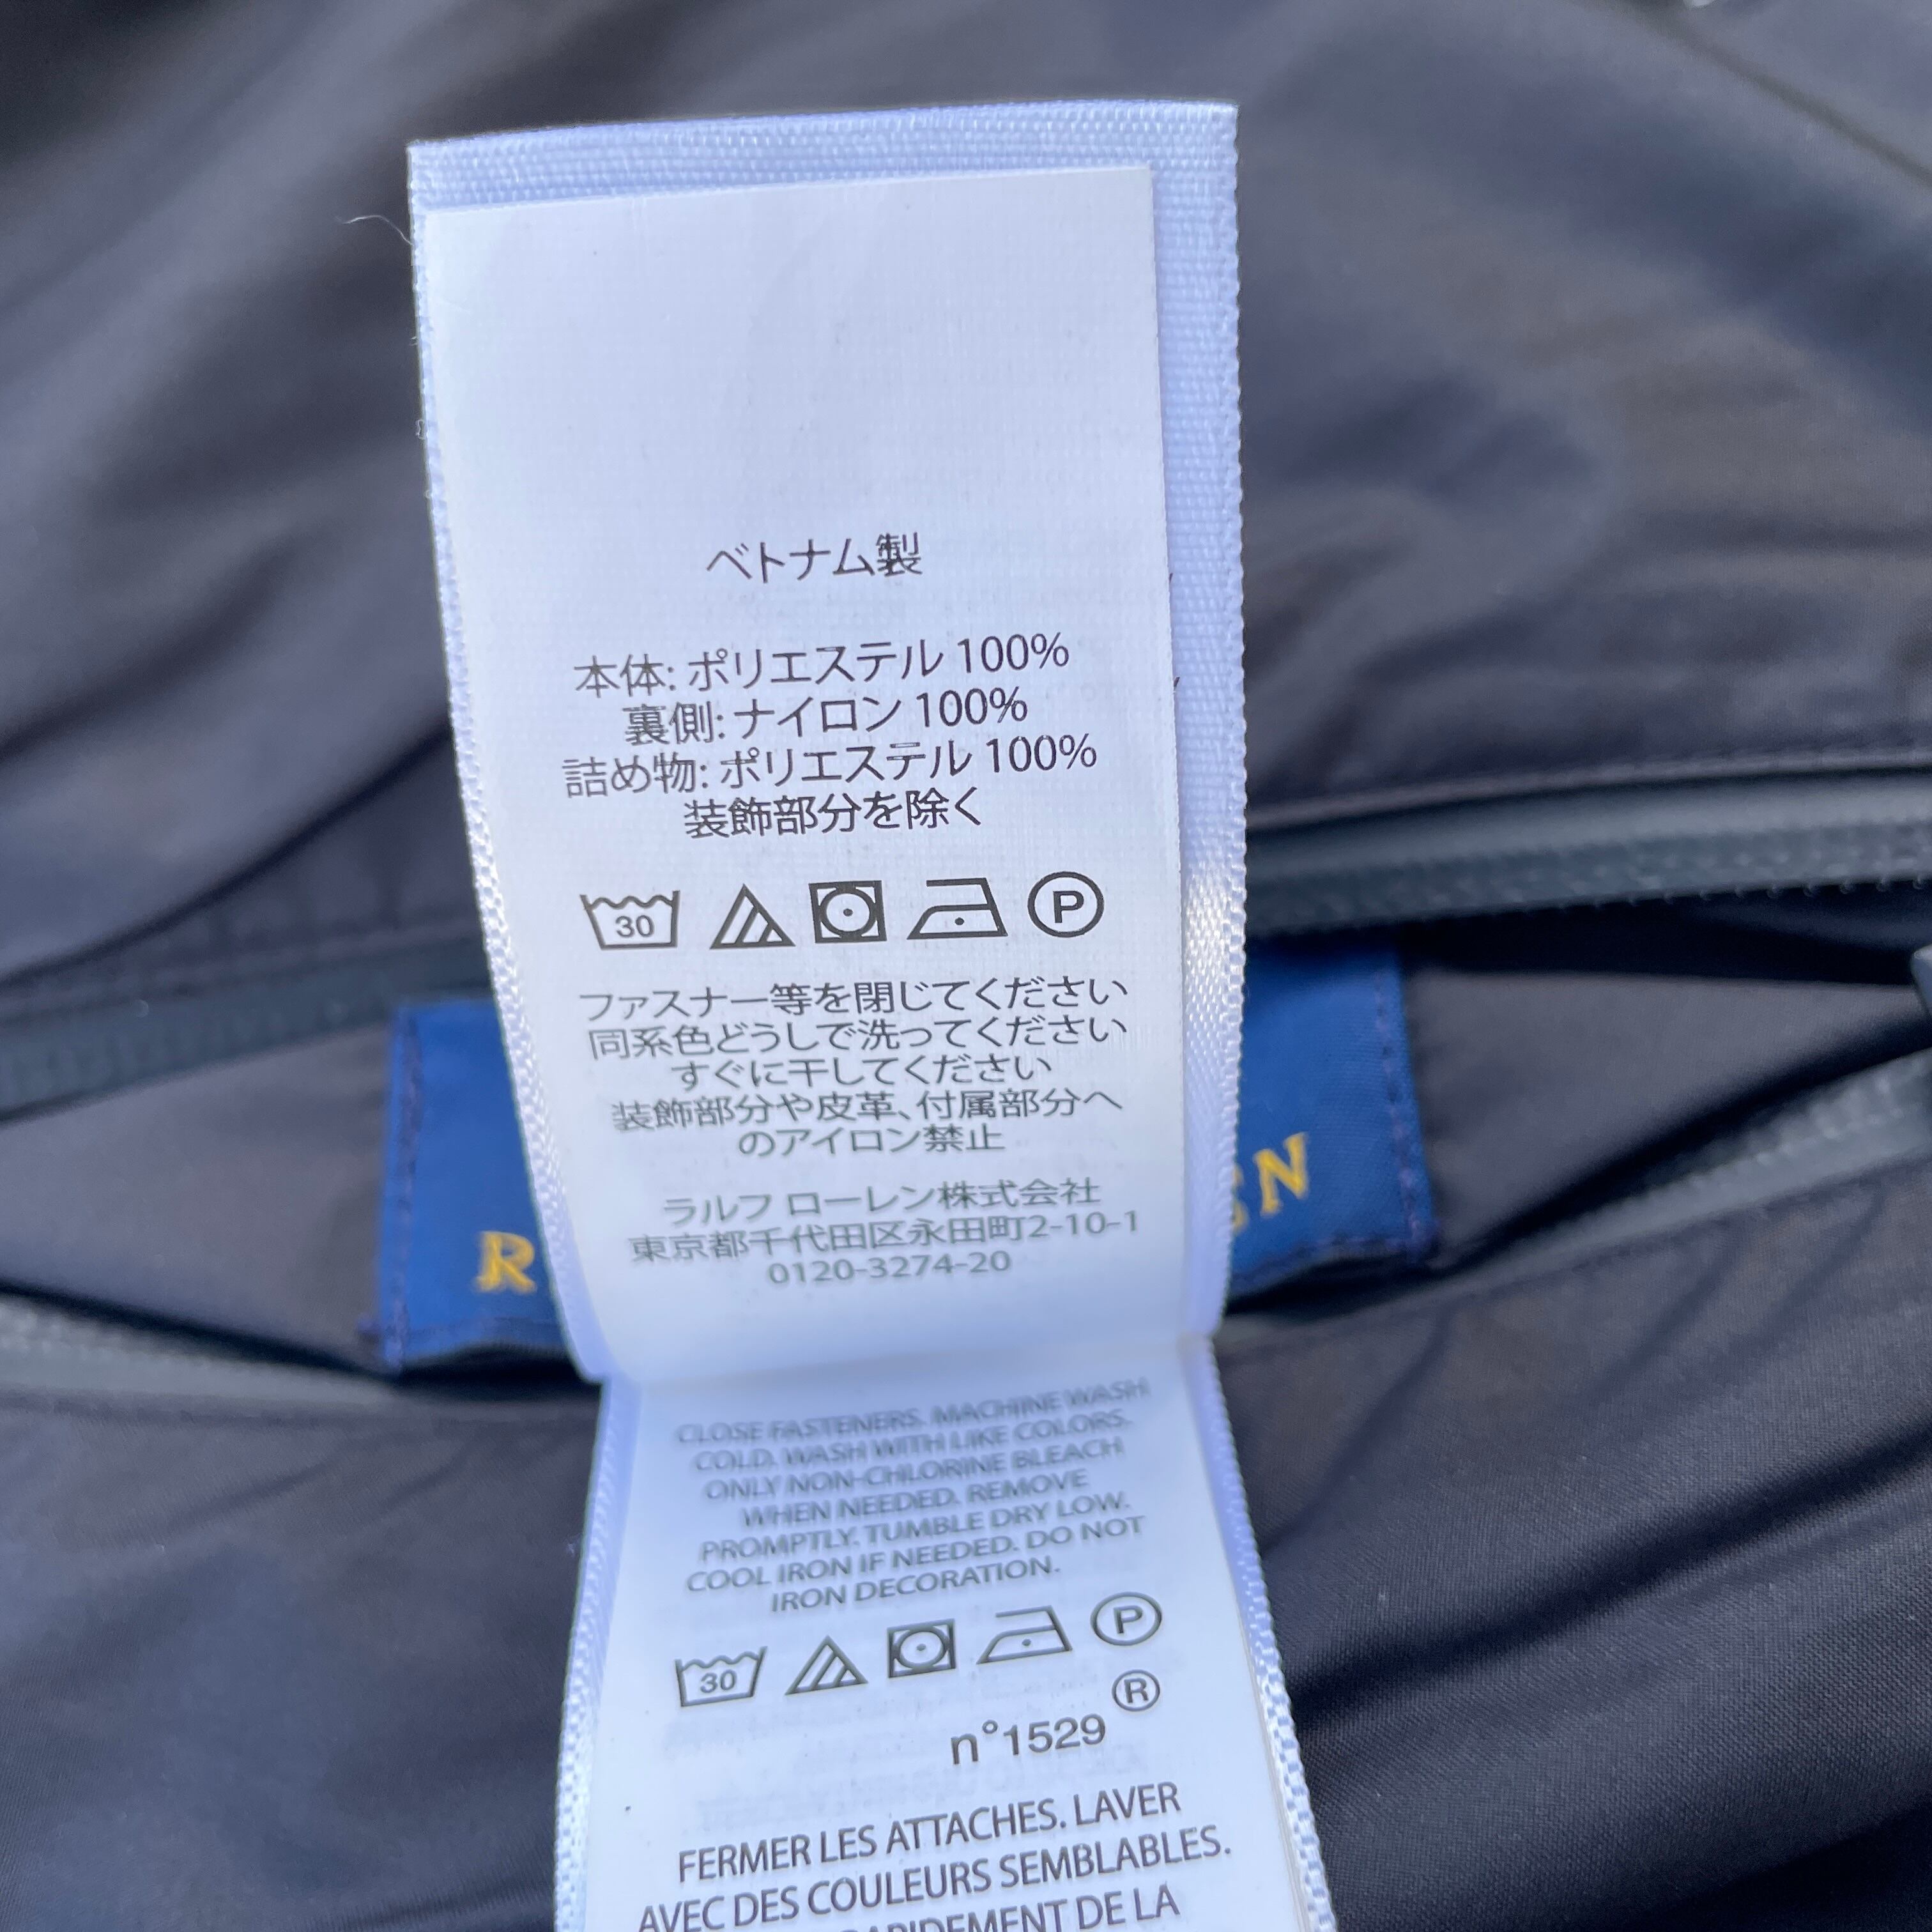 ベトナム製
本体: ポリエステル 100%
裏側: ナイロン 100%
詰め物: ポリエステル 100%
装飾部分を除く
30 P
ファスナー等を閉じてください
同系色どうしで洗ってください
すぐに干してください
装飾部分や皮革、付属部分へ
のアイロン禁止
ラルフ ローレン株式会社
東京都千代田区永田町2-10-1
0120-3274-20
R
GN
CLOSE FASTENERS. MACHINE WASH
COLD. WASH WITH LIKE COLORS.
ONLY NON-CHLORINE BLEACH
WHEN NEEDED. REMOVE
PROMPTLY. TUMBLE DRY LOW.
COOL IRON IF NEEDED. DO NOT
IRON DECORATION.
30 P
®
n°1529
FERMER LES ATTACHES. LAVER
AVEC DES COULEURS SEMBLABLES.
RAPIDEMENT DE LA